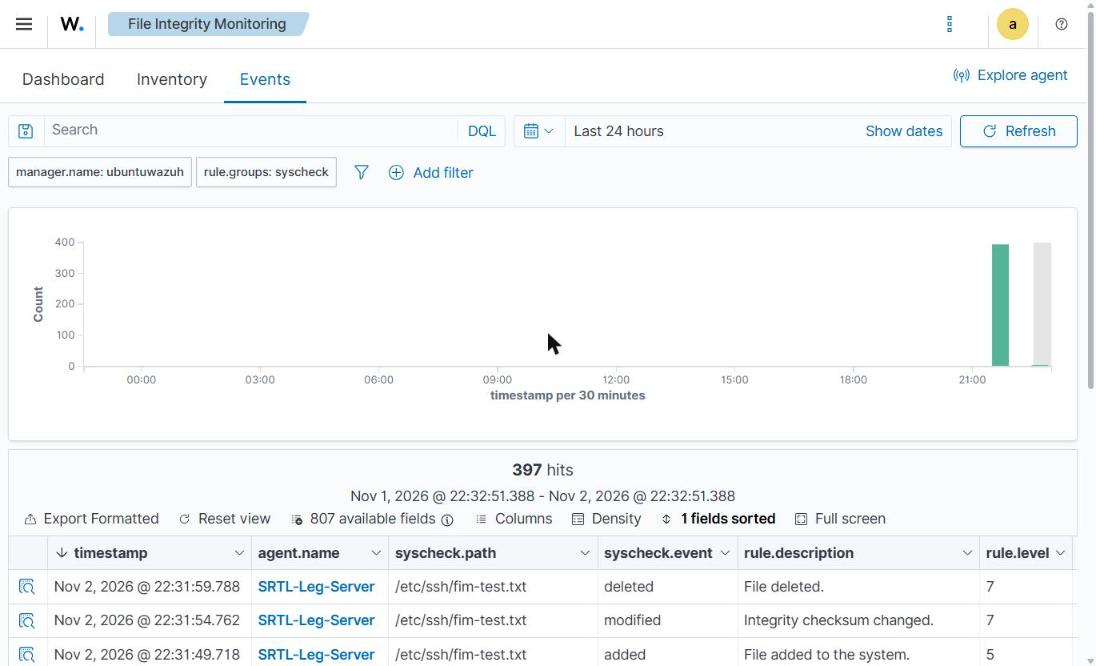 W. File Integrity Monitoring a
Dashboard Inventory Events Explore agent
Search DQL Last 24 hours Show dates Refresh
manager.name: ubuntuwazuh rule.groups: syscheck Add filter
400
300
200
100
0
Count
00:00 03:00 06:00 09:00 12:00 15:00 18:00 21:00
timestamp per 30 minutes
397 hits
Nov 1, 2026 @ 22:32:51.388 - Nov 2, 2026 @ 22:32:51.388
Export Formatted Reset view 807 available fields Columns Density 1 fields sorted Full screen
timestamp agent.name syscheck.path syscheck.event rule.description rule.level
Nov 2, 2026 @ 22:31:59.788 SRTL-Leg-Server /etc/ssh/fim-test.txt deleted File deleted. 7
Nov 2, 2026 @ 22:31:54.762 SRTL-Leg-Server /etc/ssh/fim-test.txt modified Integrity checksum changed. 7
Nov 2, 2026 @ 22:31:49.718 SRTL-Leg-Server /etc/ssh/fim-test.txt added File added to the system. 5